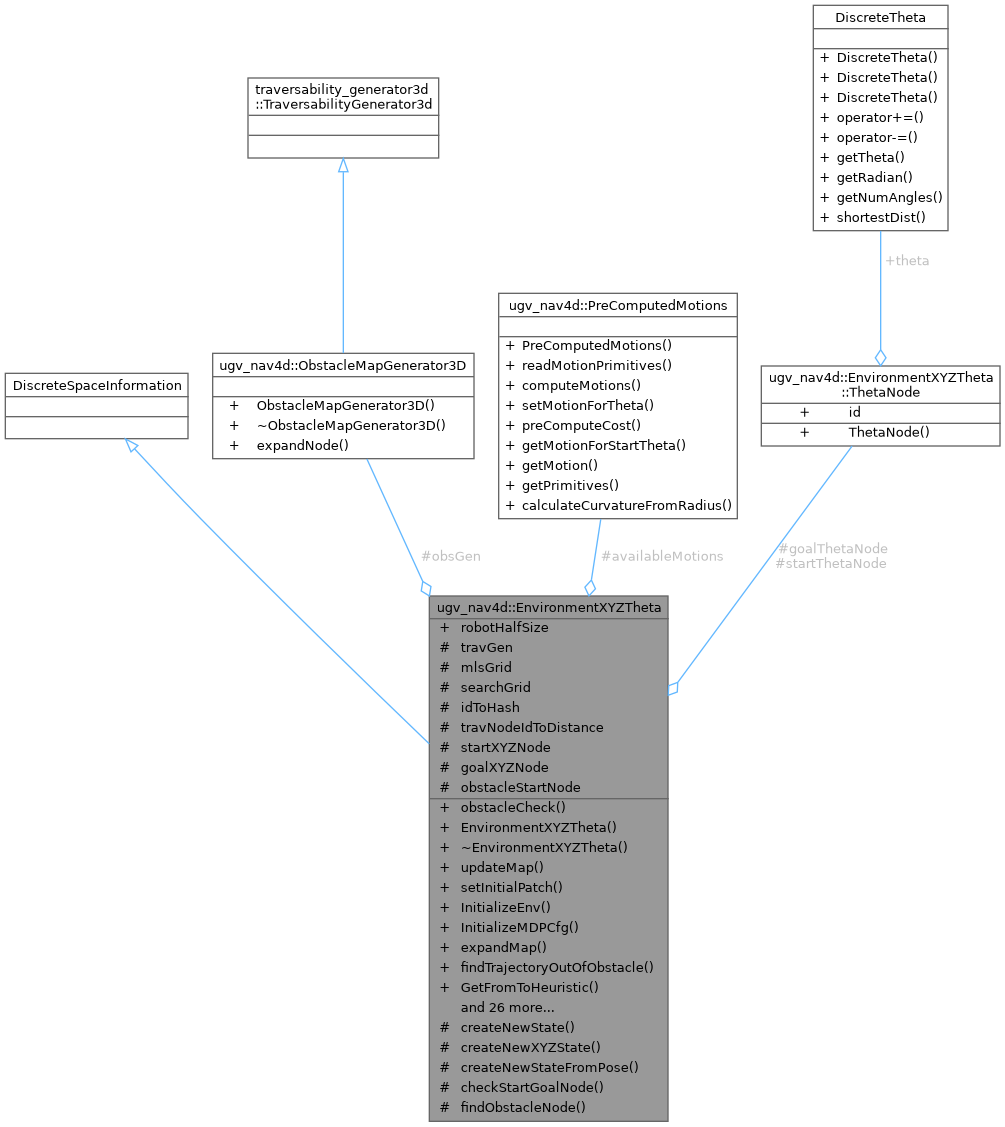 DiscreteTheta
+ DiscreteTheta()
+ DiscreteTheta()
+ DiscreteTheta()
+ operator+=()
+ operator-=()
+ getTheta()
+ getRadian()
+ getNumAngles()
+ shortestDist()
traversability_generator3d
::TraversabilityGenerator3d
+theta
ugv_nav4d::PreComputedMotions
+ PreComputedMotions()
+ readMotionPrimitives()
+ computeMotions()
+ setMotionForTheta()
+ preComputeCost()
+ getMotionForStartTheta()
+ getMotion()
+ getPrimitives()
+ calculateCurvatureFromRadius()
ugv_nav4d::ObstacleMapGenerator3D
+ ObstacleMapGenerator3D()
+ ~ObstacleMapGenerator3D()
+ expandNode()
ugv_nav4d::EnvironmentXYZTheta
::ThetaNode
+ id
+ ThetaNode()
DiscreteSpaceInformation
#obsGen
#availableMotions
#goalThetaNode
#startThetaNode
ugv_nav4d::EnvironmentXYZTheta
+ robotHalfSize
# travGen
# mlsGrid
# searchGrid
# idToHash
# travNodeIdToDistance
# startXYZNode
# goalXYZNode
# obstacleStartNode
+ obstacleCheck()
+ EnvironmentXYZTheta()
+ ~EnvironmentXYZTheta()
+ updateMap()
+ setInitialPatch()
+ InitializeEnv()
+ InitializeMDPCfg()
+ expandMap()
+ findTrajectoryOutOfObstacle()
+ GetFromToHeuristic()
and 26 more...
# createNewState()
# createNewXYZState()
# createNewStateFromPose()
# checkStartGoalNode()
# findObstacleNode()